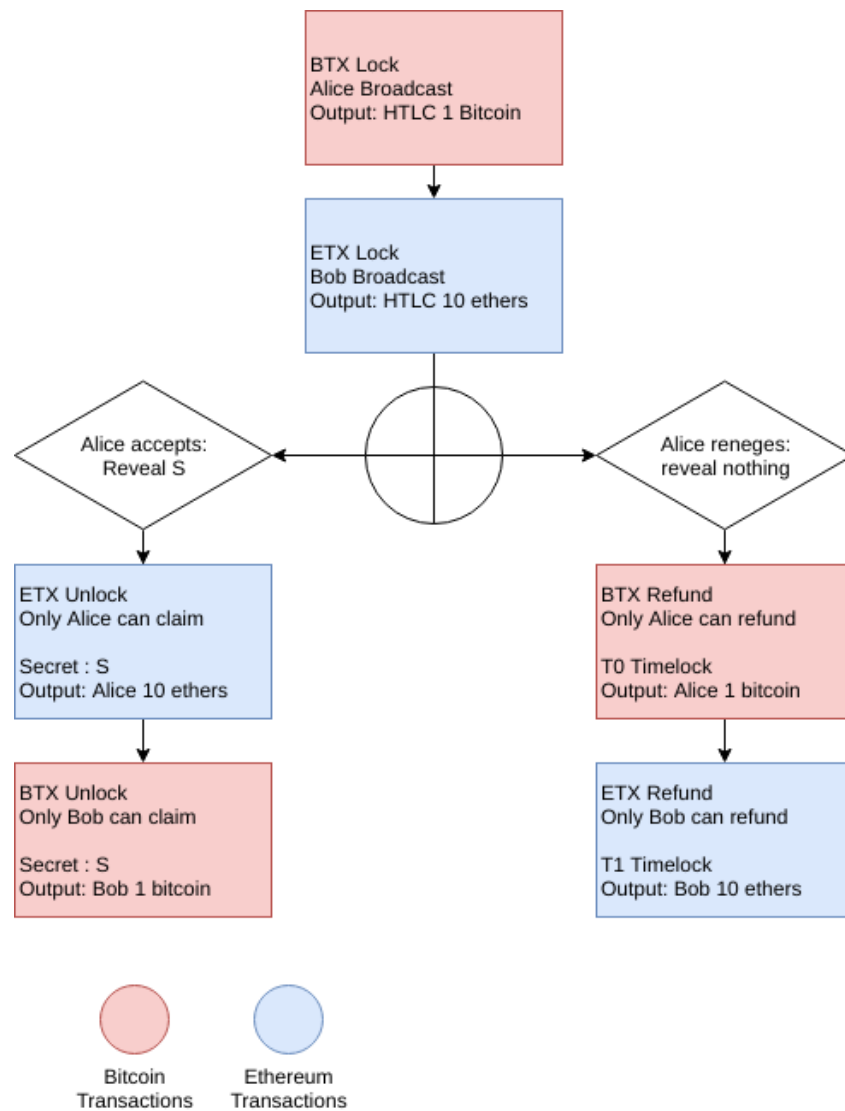 BTX Lock
Alice Broadcast
Output: HTLC 1 Bitcoin
ETX Lock
Bob Broadcast
Output: HTLC 10 ethers
Alice accepts:
Reveal S
Alice reneges:
reveal nothing
ETX Unlock
Only Alice can claim
Secret : S
Output: Alice 10 ethers
BTX Refund
Only Alice can refund
T0 Timelock
Output: Alice 1 bitcoin
BTX Unlock
Only Bob can claim
Secret : S
Output: Bob 1 bitcoin
ETX Refund
Only Bob can refund
T1 Timelock
Output: Bob 10 ethers
Bitcoin
Transactions
Ethereum
Transactions